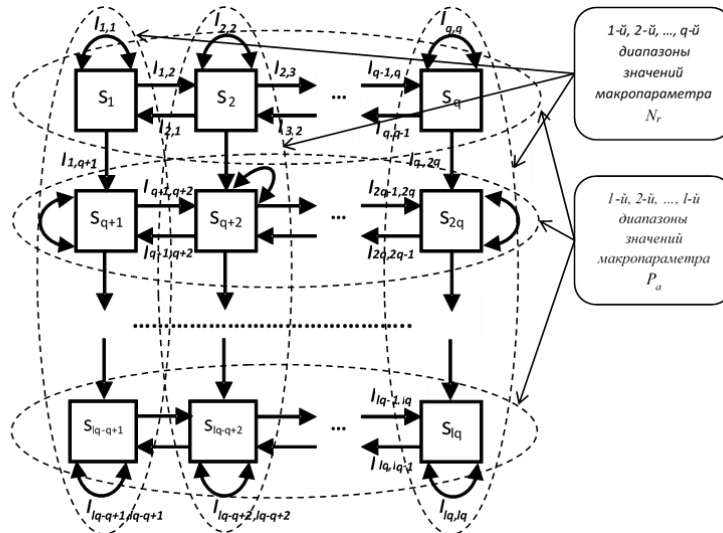 I1,1
I2,2
Iq,q
S1
I1,2
S2
I2,3
...
Iq-1,q
Sq
I2,1
I3,2
Iq,q-1
I1,q+1
Iq,2q
Sq+1
Iq+1,q+2
Sq+2
...
I2q-1,2q
S2q
Iq-1,q+2
I2q,2q-1
Slq-q+1
Slq-q+2
...
Ilq-1,lq
Slq
Ilq,lq-1
Ilq-q+1,lq-q+1
Ilq-q+2,lq-q+2
Ilq,lq
1-й, 2-й, ..., q-й
диапазоны
значений
макропараметра
Nr
1-й, 2-й, ..., l-й
диапазоны
значений
макропараметра
Pa